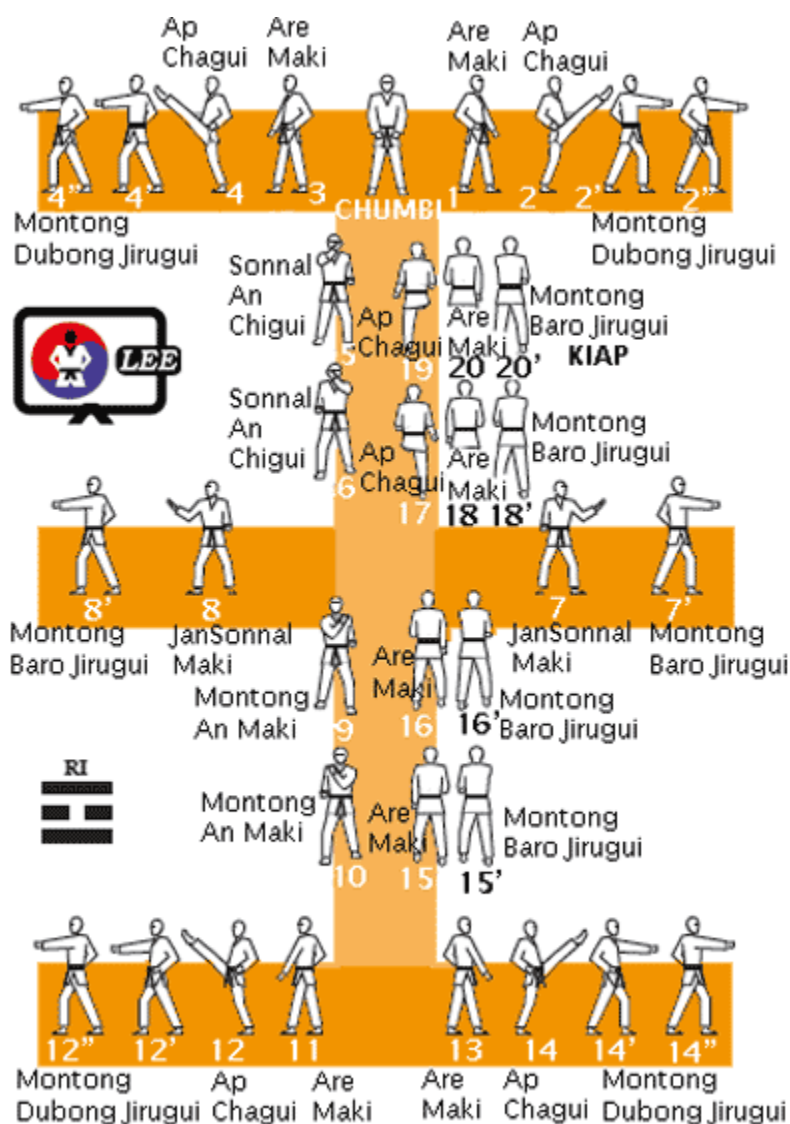 Ap
Chagui
Are
Maki
Are
Maki
Ap
Chagui
4” 4’ 4 3 1 2 2’ 2”
CHUMBI
Montong
Dubong Jirugui
Montong
Dubong Jirugui
Sonnal
An
Chigui
5
Ap
Chagui
19
Are
Maki
20 20’
Montong
Baro Jirugui
KIAP
LEE
Sonnal
An
Chigui
6
Ap
Chagui
17
Are
Maki
18 18’
Montong
Baro Jirugui
8’ 8 7 7’
Montong
Baro Jirugui
JanSonnal
Maki
JanSonnal
Maki
Montong
Baro Jirugui
Montong
An Maki
9
Are
Maki
16 16’
Montong
Baro Jirugui
RI
Montong
An Maki
10
Are
Maki
15 15’
Montong
Baro Jirugui
12” 12’ 12 11 13 14 14’ 14”
Montong
Dubong Jirugui
Ap
Chagui
Are
Maki
Are
Maki
Ap
Chagui
Montong
Dubong Jirugui